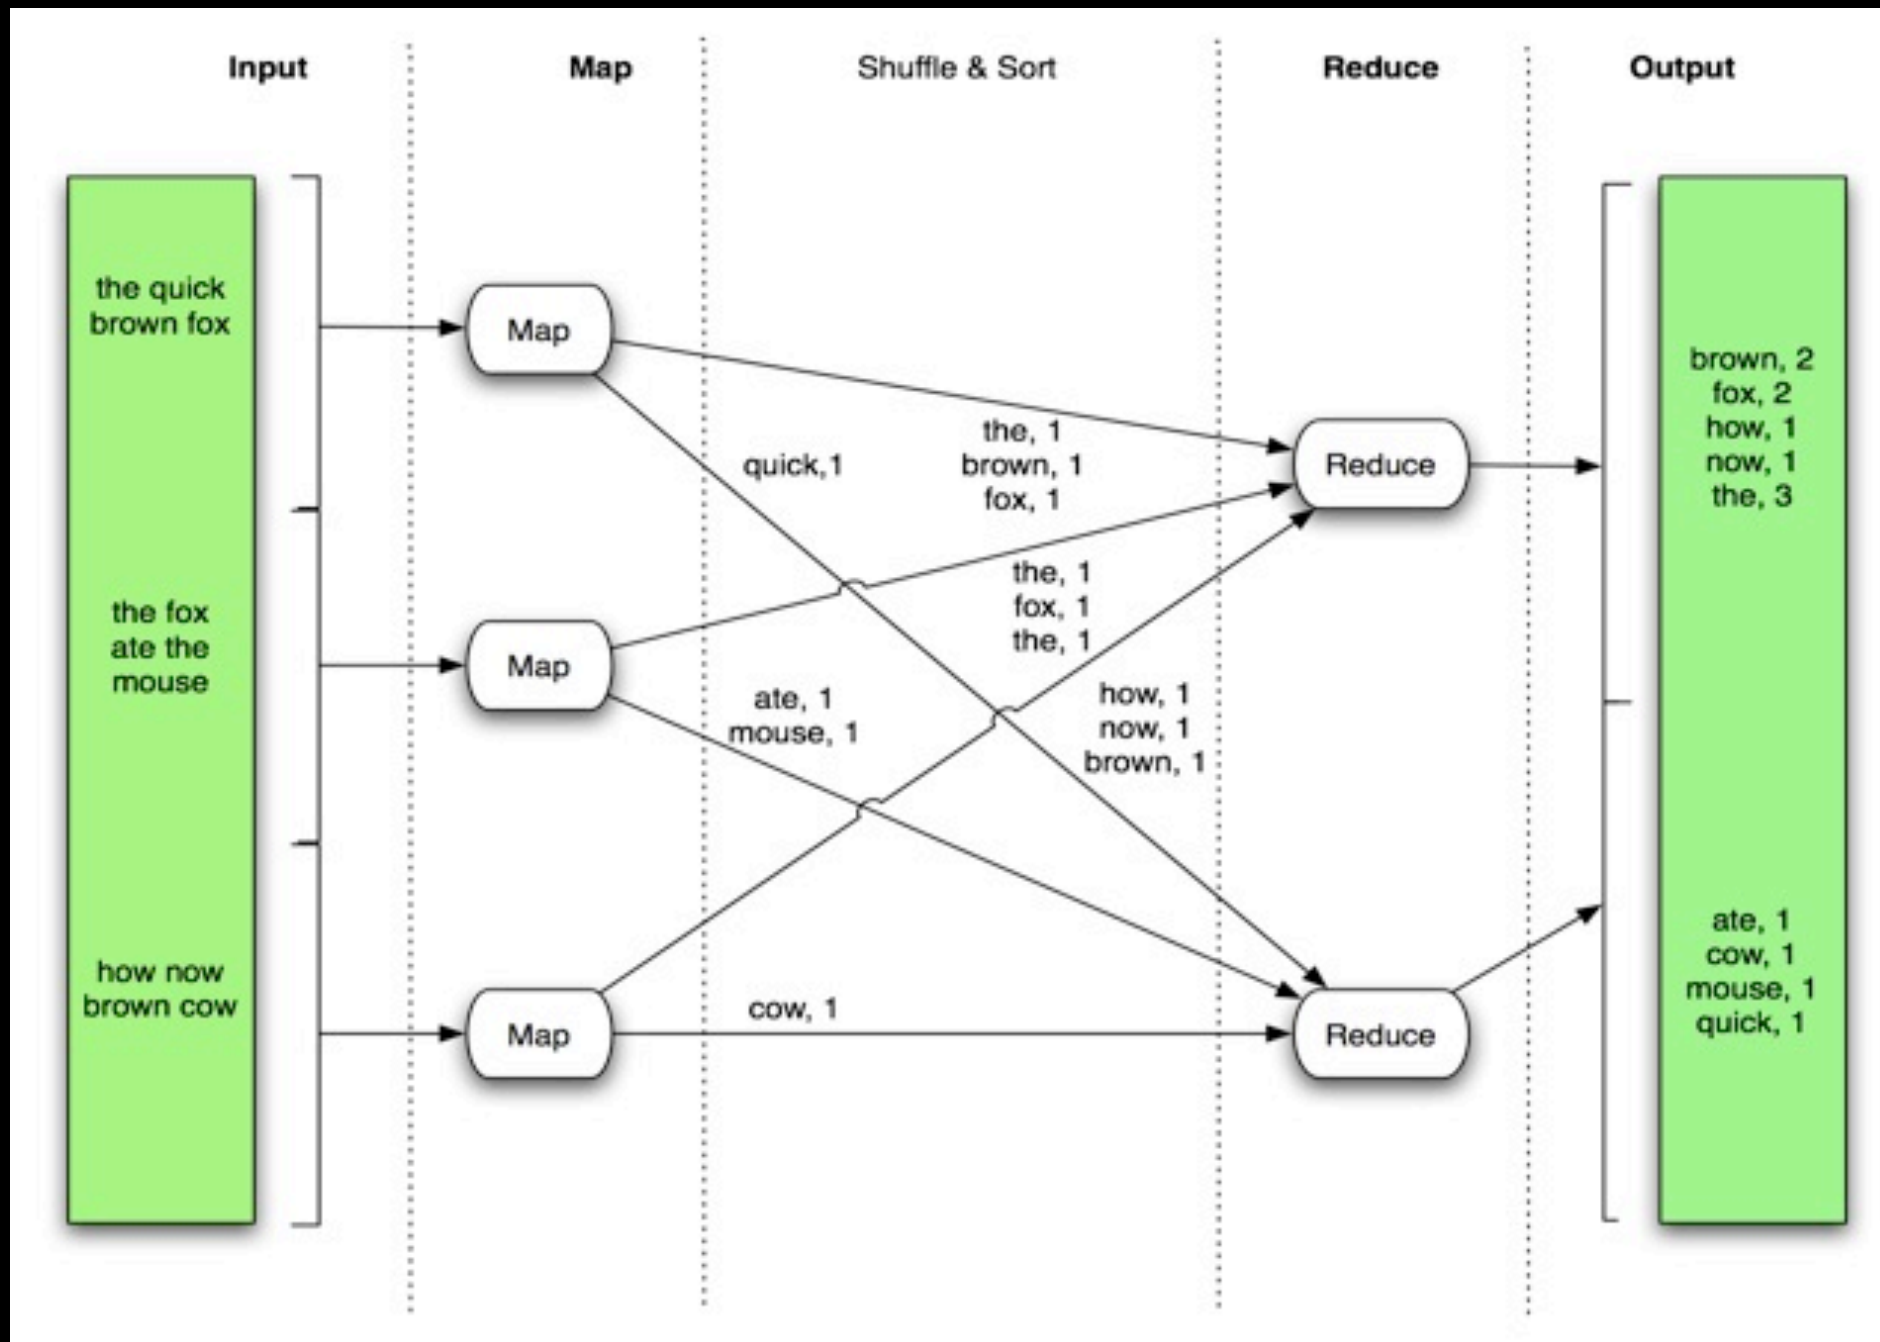 Input
Map
Shuffle & Sort
Reduce
Output
the quick
brown fox
the fox
ate the
mouse
how now
brown cow
Map
Map
Map
quick,1
the, 1
brown, 1
fox, 1
the, 1
fox, 1
the, 1
ate, 1
mouse, 1
how, 1
now, 1
brown, 1
cow, 1
Reduce
Reduce
brown, 2
fox, 2
how, 1
now, 1
the, 3
ate, 1
cow, 1
mouse, 1
quick, 1